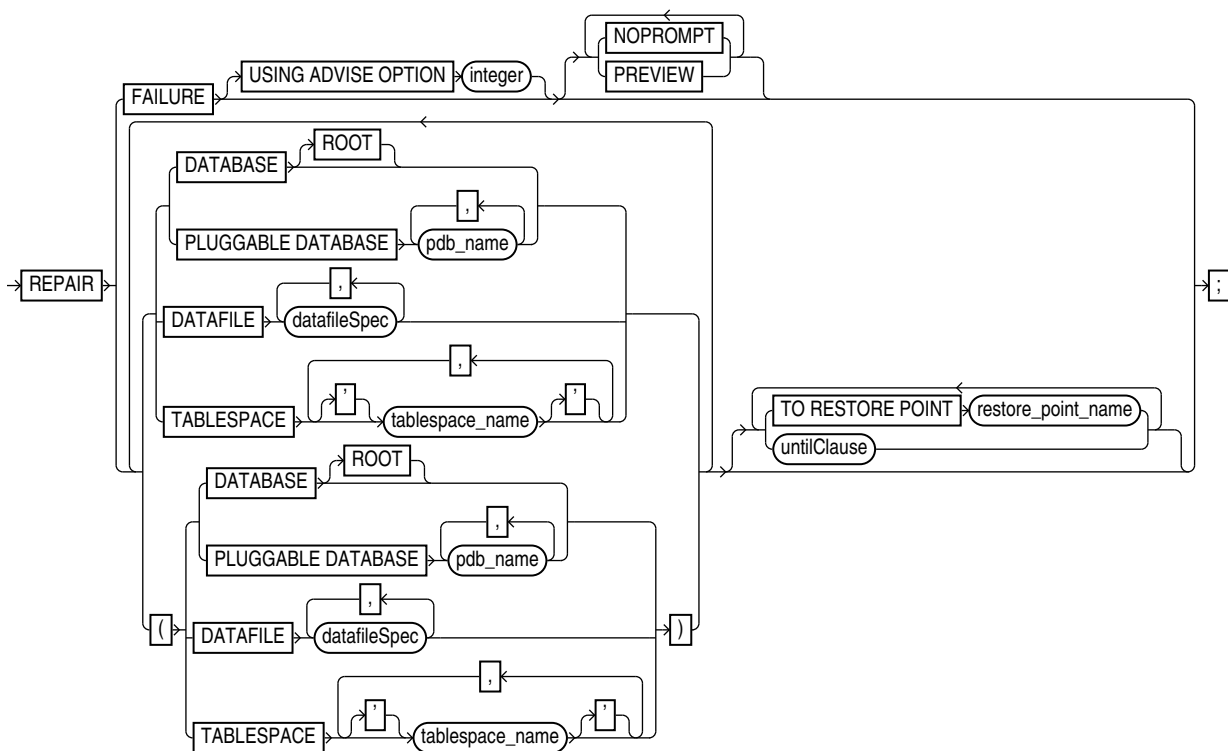 NOPROMPT
USING ADVISE OPTION integer
PREVIEW
FAILURE
ROOT
DATABASE
,
PLUGGABLE DATABASE pdb_name
REPAIR ;
,
DATAFILE datafileSpec
,
' '
TABLESPACE tablespace_name
TO RESTORE POINT restore_point_name
untilClause
ROOT
DATABASE
,
PLUGGABLE DATABASE pdb_name
,
( DATAFILE datafileSpec )
,
' '
TABLESPACE tablespace_name